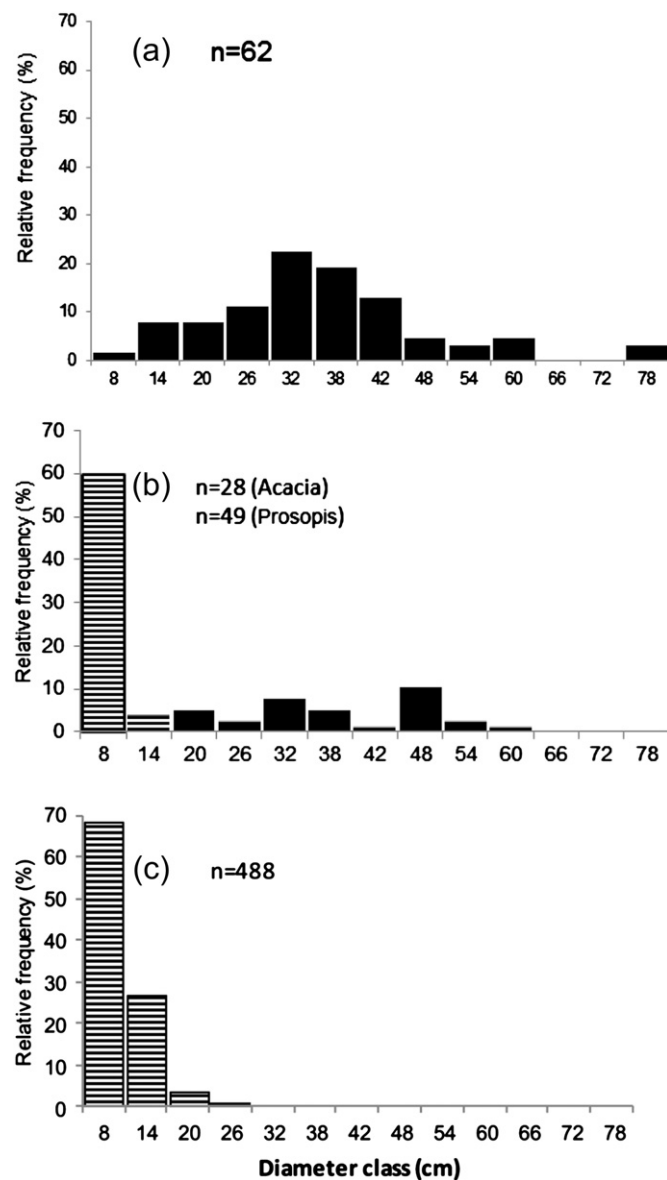 (a) n=62
Relative frequency (%)
70
60
50
40
30
20
10
0
8 14 20 26 32 38 42 48 54 60 66 72 78
(b) n=28 (Acacia)
n=49 (Prosopis)
Relative frequency (%)
70
60
50
40
30
20
10
0
8 14 20 26 32 38 42 48 54 60 66 72 78
(c) n=488
Relative frequency (%)
70
60
50
40
30
20
10
0
8 14 20 26 32 38 42 48 54 60 66 72 78
Diameter class (cm)